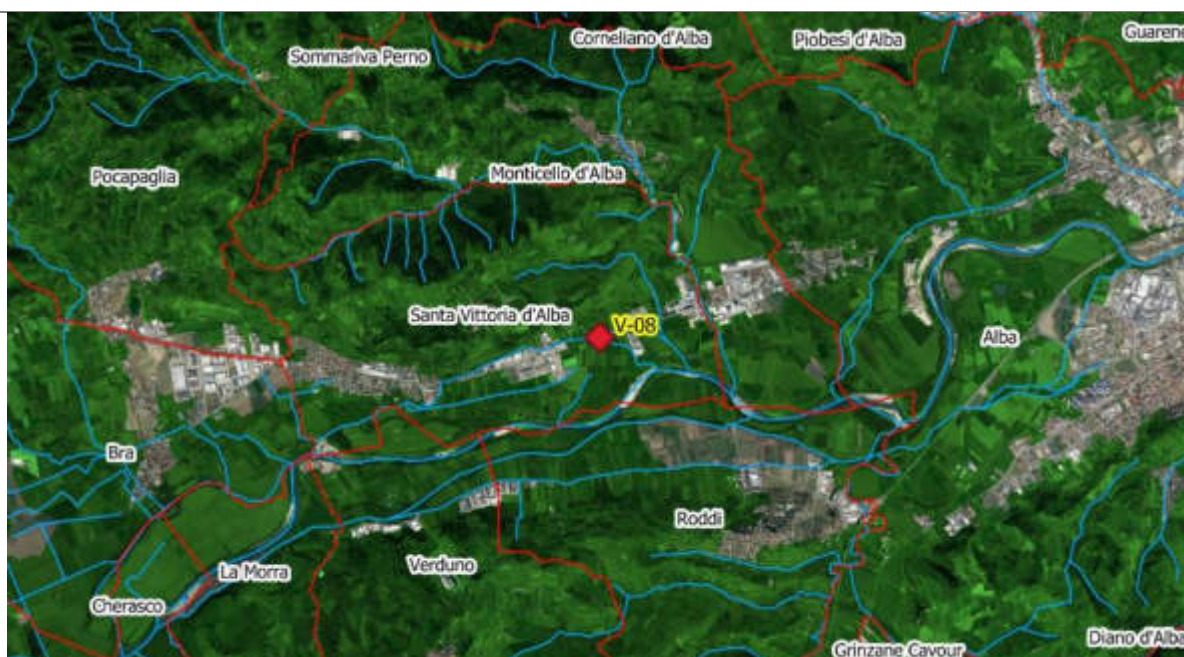 Guarene
Corneliano d'Alba
Piobesi d'Alba
Sommariva Perno
Pocapaglia
Monticello d'Alba
Santa Vittoria d'Alba
V-08
Alba
Bra
Roddi
Verduno
La Morra
Cherasco
Diano d'Alba
Grinzane Cavour